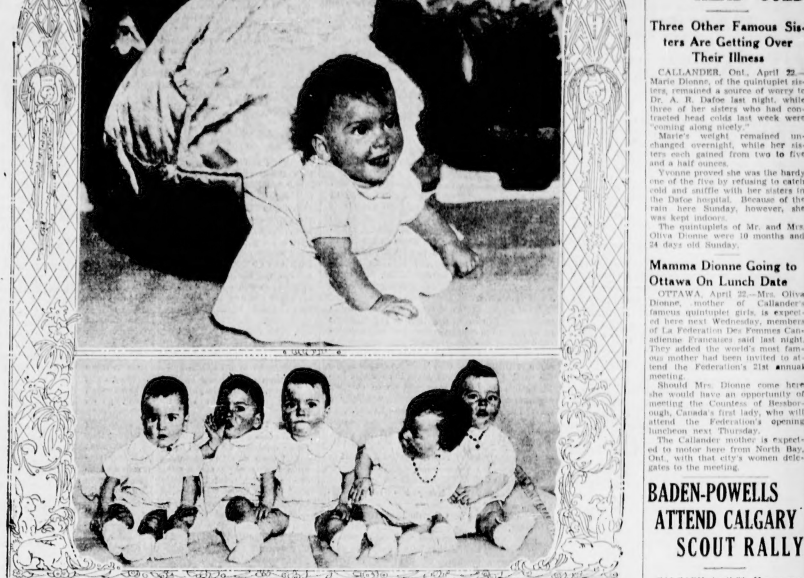 Three Other Famous Sis-
ters Are Getting Over
Their Illness
CALLANDER, Ont., April 22.—
Marie Dionne, of the quintuplet sis-
ters, remained a source of worry to
Dr. A. R. Dafoe last night, while
three of her sisters who had con-
tracted head colds last week were
"coming along nicely."
Marie's weight remained un-
changed overnight, while her sis-
ters each gained from two to five
and a half ounces.
Yvonne proved she was the hardy
one of the five by refusing to catch
cold and sniffle with her sisters in
the Dafoe hospital. Because of the
rain here Sunday, however, she
was kept indoors.
The quintuplets of Mr. and Mrs.
Oliva Dionne were 10 months and
24 days old Sunday.
Mamma Dionne Going to
Ottawa On Lunch Date
OTTAWA, April 22.—Mrs. Oliva
Dionne, mother of Callander's
famous quintuplet girls, is expect-
ed here next Wednesday, members
of La Federation Des Femmes Can-
adienne Francaises said last night.
They added the world's most fam-
ous mother had been invited to at-
tend the Federation's 21st annual
meeting.
Should Mrs. Dionne come here
she would have an opportunity of
meeting the Countess of Bessbor-
ough, Canada's first lady, who will
attend the Federation's opening
luncheon next Thursday.
The Callander mother is expect-
ed to motor here from North Bay,
Ont., with that city's women dele-
gates to the meeting.
BADEN-POWELLS
ATTEND CALGARY
SCOUT RALLY